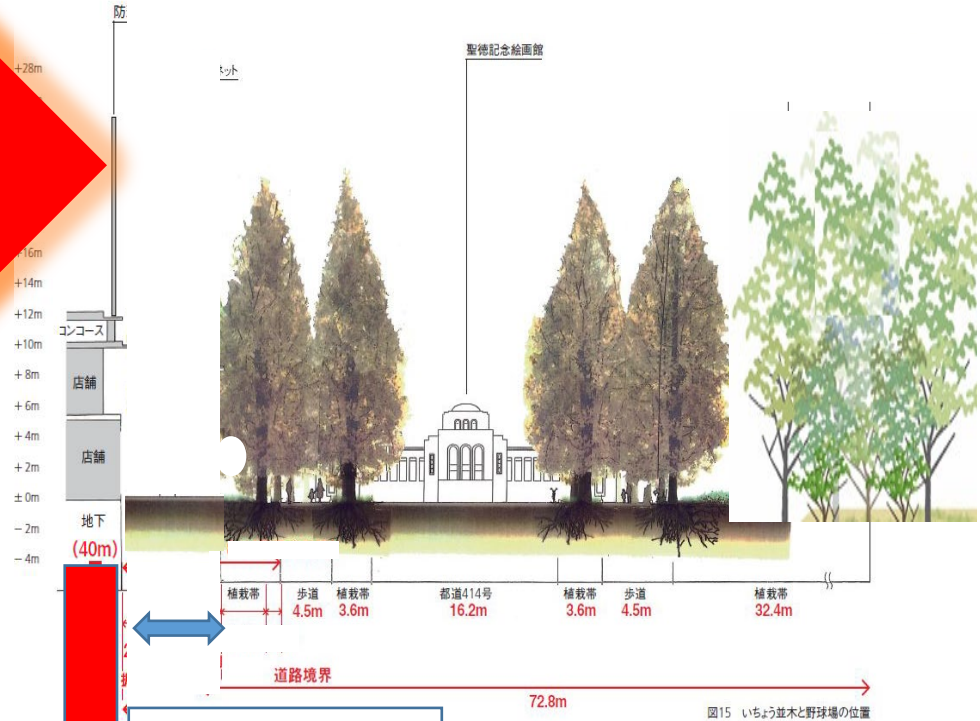 防
ネット
聖徳記念絵画館
+28m
+16m
+14m
+12m
コンコース
+10m
+ 8m
店舗
+ 6m
+ 4m
店舗
+ 2m
± 0m
地下
− 2m
(40m)
− 4m
植栽帯 歩道 植栽帯 都道414号 植栽帯 歩道 植栽帯
4.5m 3.6m 16.2m 3.6m 4.5m 32.4m
道路境界
72.8m
図15 いちょう並木と野球場の位置